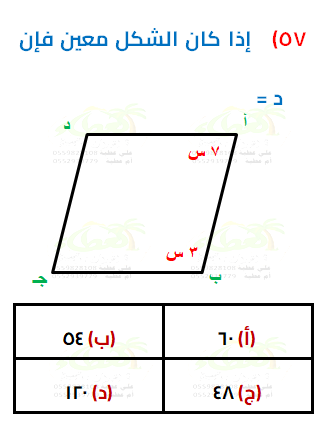 ٥٧) إذا كان الشكل معين فإن
د =
د أ
٧ س
٣ س
جـ ب
(أ) ٦٠ (ب) ٥٤
(ج) ٤٨ (د) ١٢٠